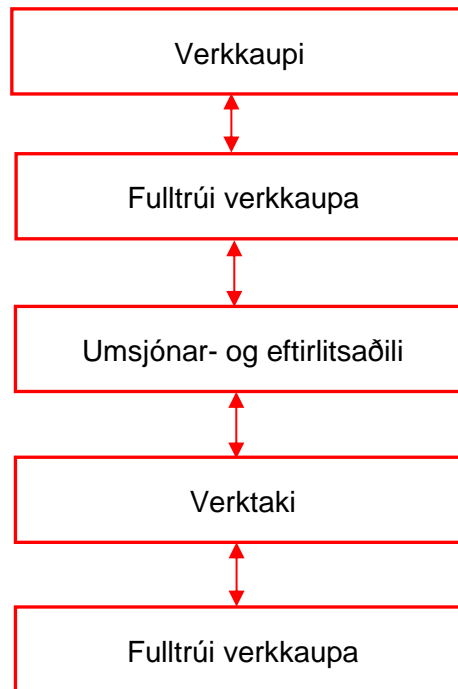 Verkkaupi
Fulltrúi verkkaupa
Umsjónar- og eftirlitsaðili
Verktaki
Fulltrúi verkkaupa